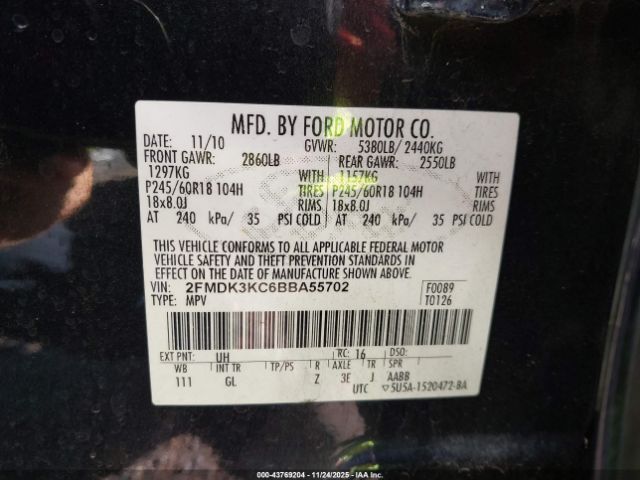 MFD. BY FORD MOTOR CO.
DATE: 11/10 GVWR: 5380LB/ 2440KG
FRONT GAWR: 2860LB REAR GAWR: 2550LB
1297KG WITH 1157KG WITH
P245/60R18 104H TIRES P245/60R18 104H TIRES
18x8.0J RIMS 18x8.0J RIMS
AT 240 kPa/ 35 PSI COLD AT 240 kPa/ 35 PSI COLD
THIS VEHICLE CONFORMS TO ALL APPLICABLE FEDERAL MOTOR
VEHICLE SAFETY AND THEFT PREVENTION STANDARDS IN
EFFECT ON THE DATE OF MANUFACTURE SHOWN ABOVE.
VIN: 2FMDK3KC6BBA55702 F0089
TYPE: MPV T0126
EXT PNT: UH RC: 16 DSO:
WB INT TR TP/PS R AXLE TR SPR
111 GL Z 3E J AABB
UTC 5U5A-1520472-BA
000-43769204 - 11/24/2025 - IAA Inc.